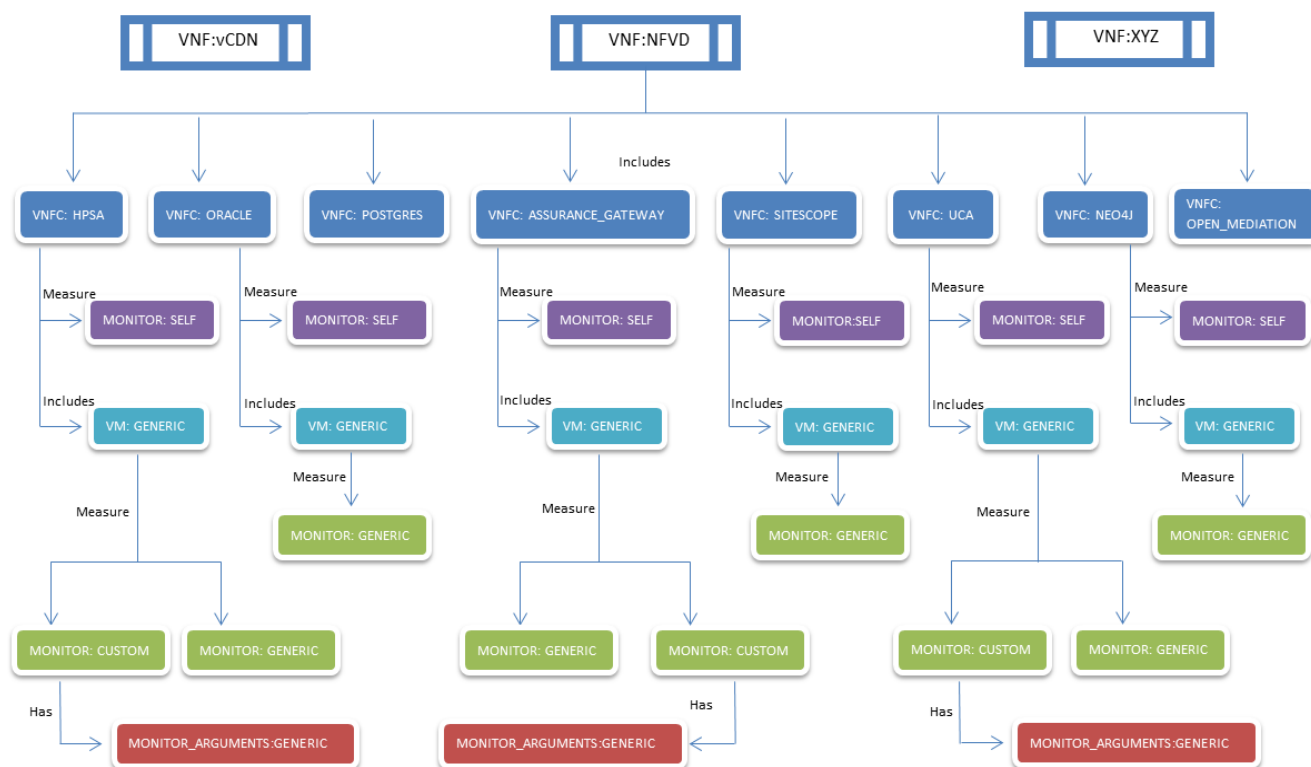 VNF:vCDN
VNF:NFVD
VNF:XYZ
Includes
VNFC: HPSA
VNFC: ORACLE
VNFC: POSTGRES
VNFC: ASSURANCE_GATEWAY
VNFC: SITESCOPE
VNFC: UCA
VNFC: NEO4J
VNFC:
OPEN_MEDIATION
Measure
Measure
Measure
Measure
Measure
Measure
MONITOR: SELF
MONITOR: SELF
MONITOR: SELF
MONITOR:SELF
MONITOR: SELF
MONITOR: SELF
Includes
Includes
Includes
Includes
Includes
Includes
VM: GENERIC
VM: GENERIC
VM: GENERIC
VM: GENERIC
VM: GENERIC
VM: GENERIC
Measure
Measure
Measure
Measure
Measure
Measure
MONITOR: GENERIC
MONITOR: GENERIC
MONITOR: GENERIC
MONITOR: CUSTOM
MONITOR: GENERIC
MONITOR: GENERIC
MONITOR: CUSTOM
MONITOR: CUSTOM
MONITOR: GENERIC
Has
Has
Has
MONITOR_ARGUMENTS:GENERIC
MONITOR_ARGUMENTS:GENERIC
MONITOR_ARGUMENTS:GENERIC